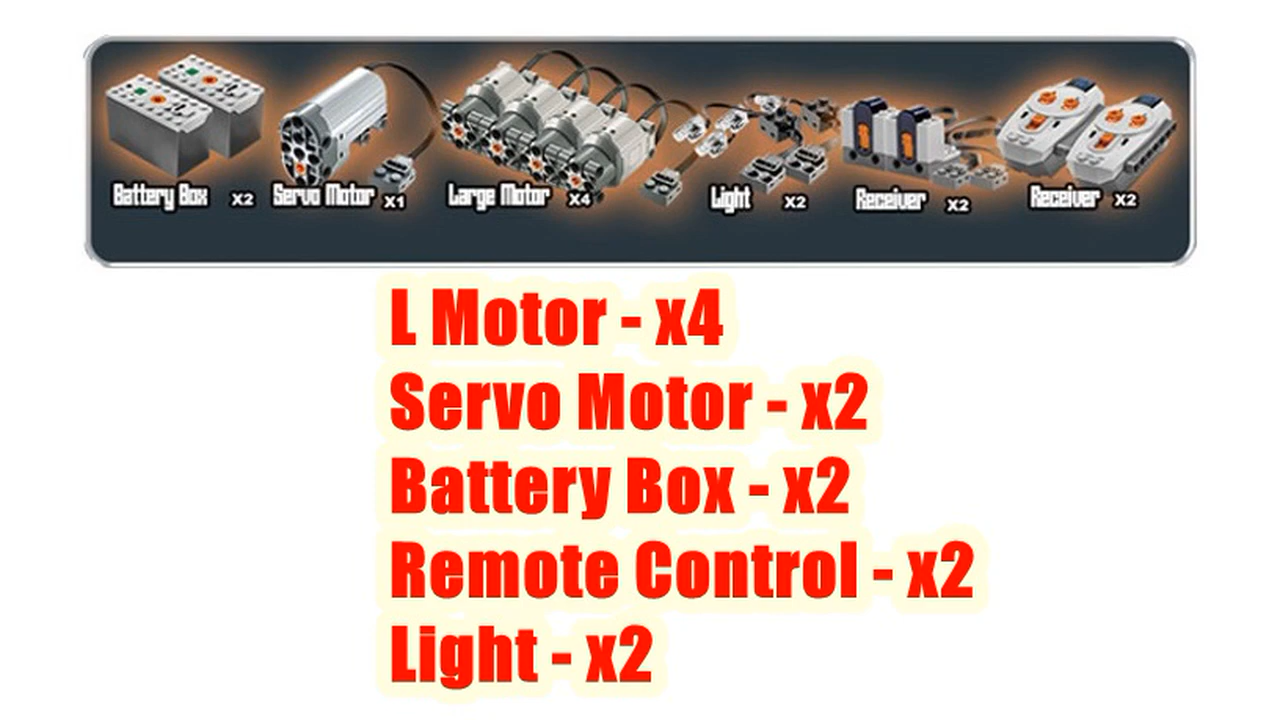 Battery Box x2 Servo Motor x1 Large Motor x4 Light x2 Receiver x2 Receiver x2
L Motor - x4
Servo Motor - x2
Battery Box - x2
Remote Control - x2
Light - x2